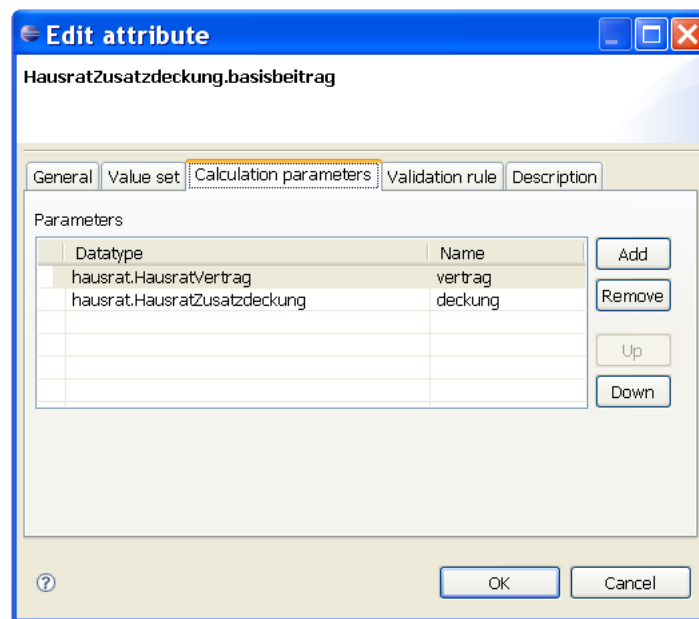 Edit attribute
HausratZusatzdeckung.basisbeitrag
General Value set Calculation parameters Validation rule Description
Parameters
Datatype Name
hausrat.HausratVertrag vertrag
hausrat.HausratZusatzdeckung deckung
Add
Remove
Up
Down
?
OK Cancel